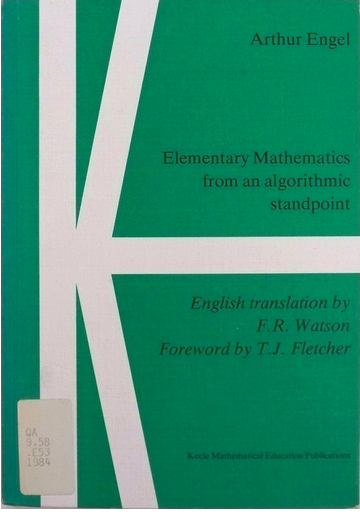 Arthur Engel
Elementary Mathematics
from an algorithmic
standpoint
English translation by
F.R. Watson
Foreword by T.J. Fletcher
Keele Mathematical Education Publications
QA
9.58
.E53
1984